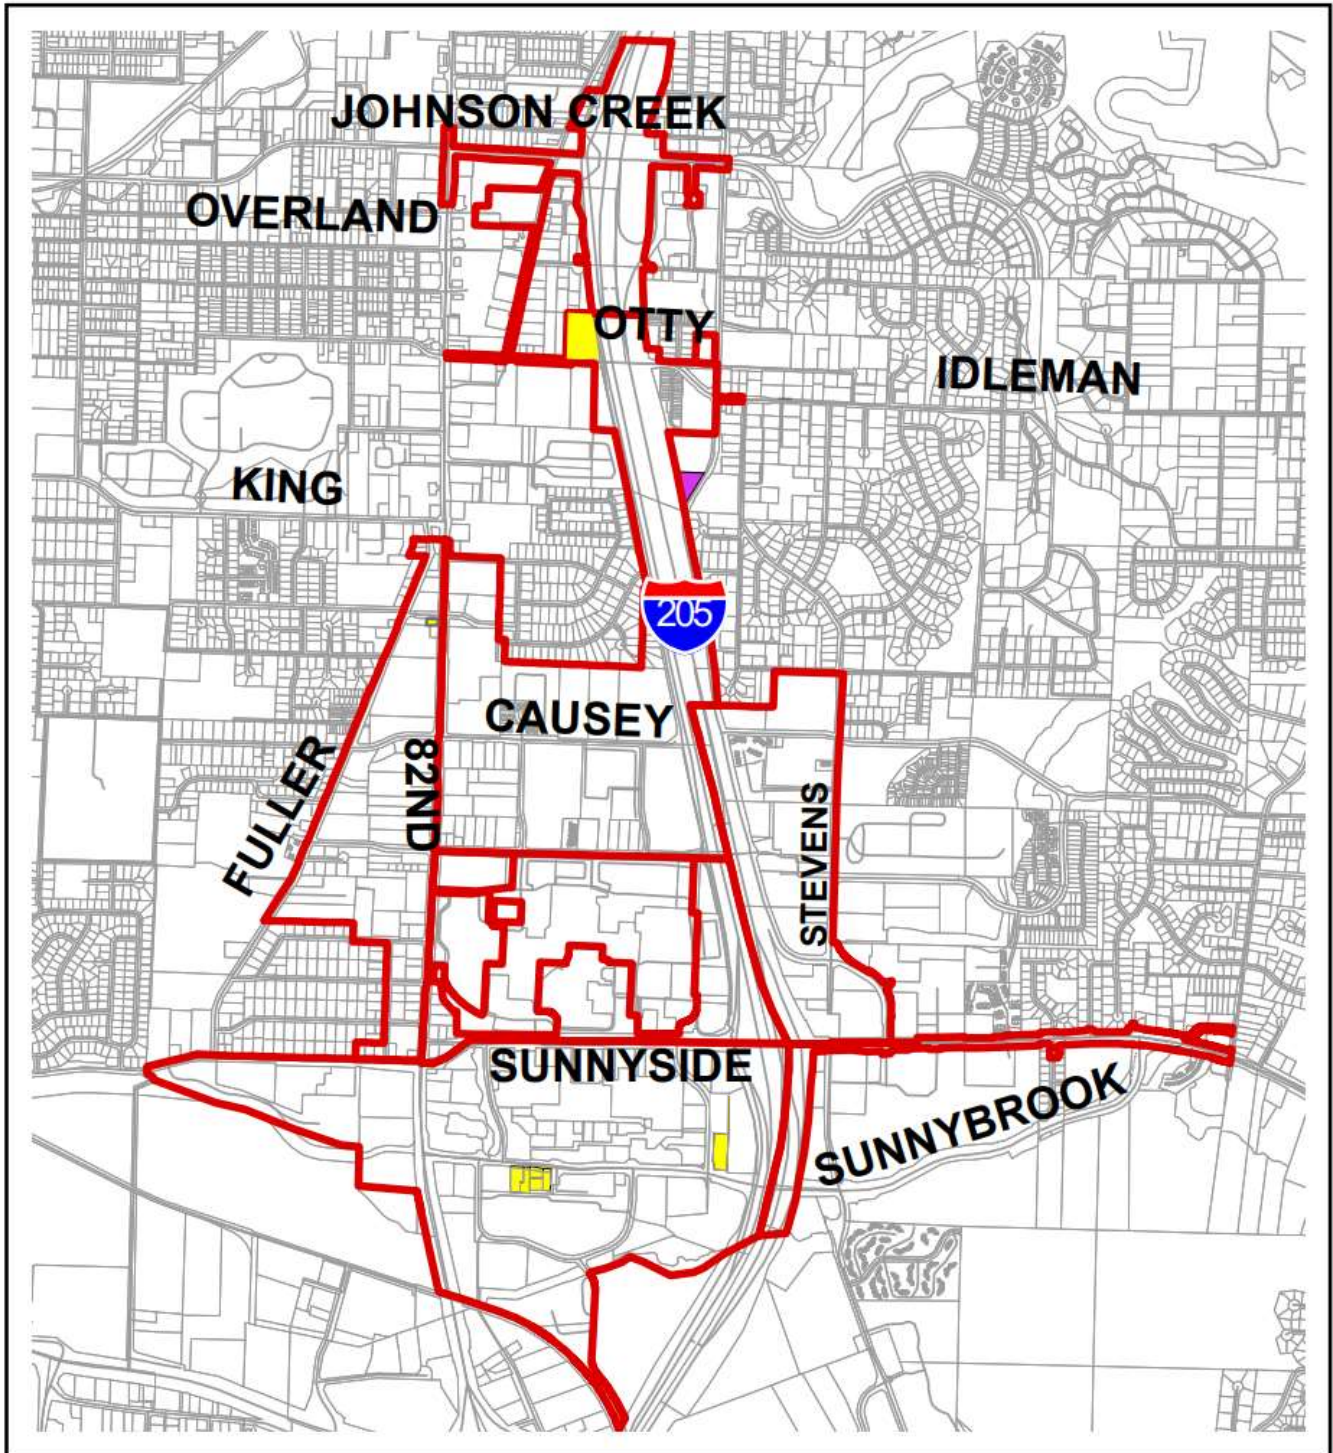 JOHNSON CREEK
OVERLAND
OTTY
IDLEMAN
KING
205
CAUSEY
82ND
FULLER
STEVENS
SUNNYSIDE
SUNNYBROOK